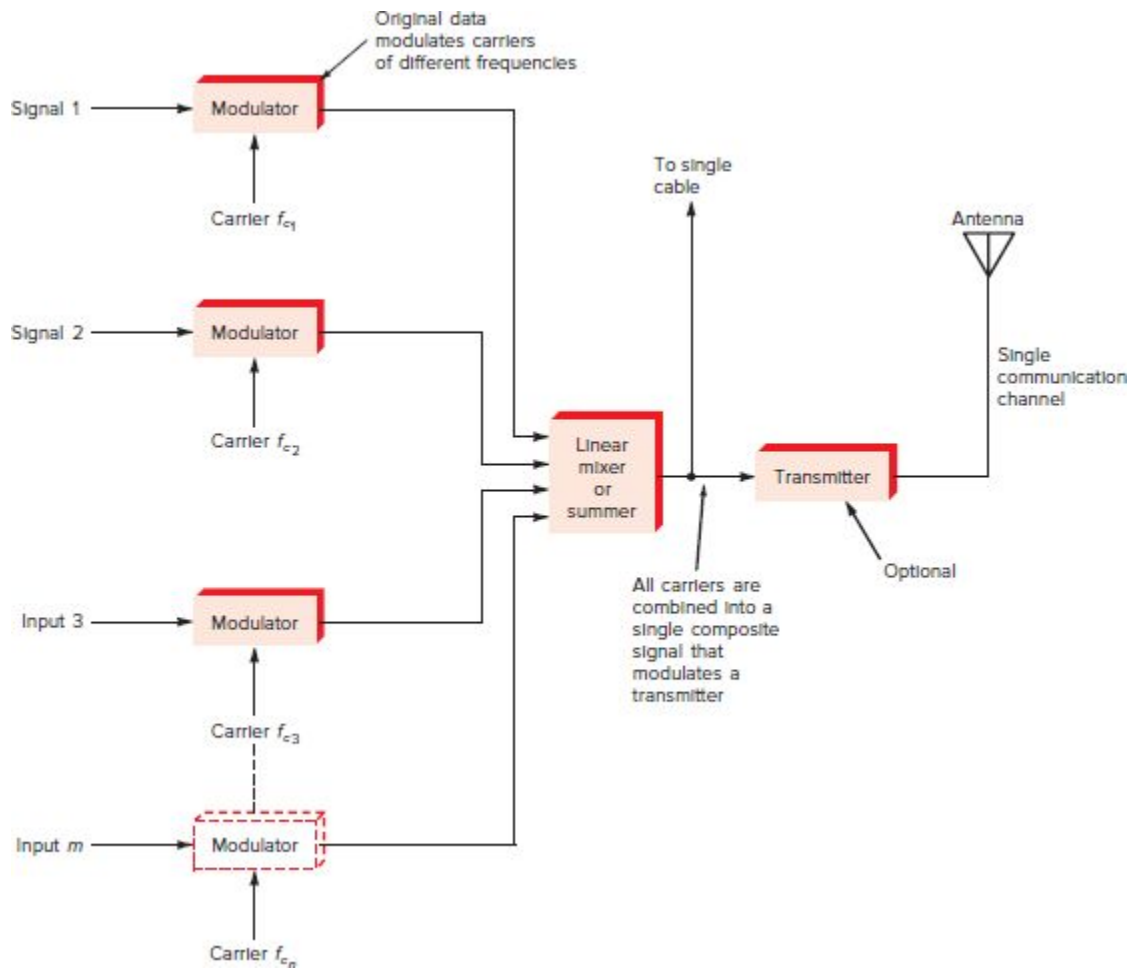 Original data
modulates carriers
of different frequencies
Signal 1
Modulator
Carrier fc1
To single
cable
Antenna
Signal 2
Modulator
Carrier fc2
Single
communication
channel
Linear
mixer
or
summer
Transmitter
Optional
All carriers are
combined into a
single composite
signal that
modulates a
transmitter
Input 3
Modulator
Carrier fc3
Input m
Modulator
Carrier fcn